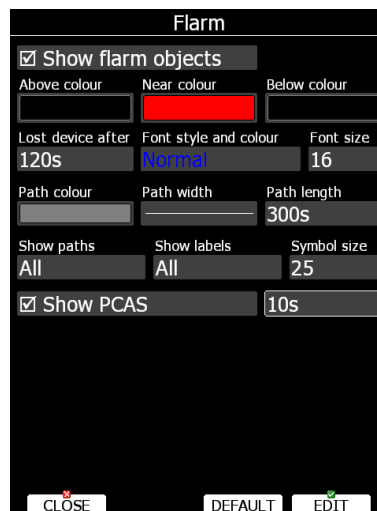 Flarm
Show flarm objects
Above colour Near colour Below colour
Lost device after Font style and colour Font size
120s Normal 16
Path colour Path width Path length
300s
Show paths Show labels Symbol size
All All 25
Show PCAS 10s
CLOSE DEFAULT EDIT